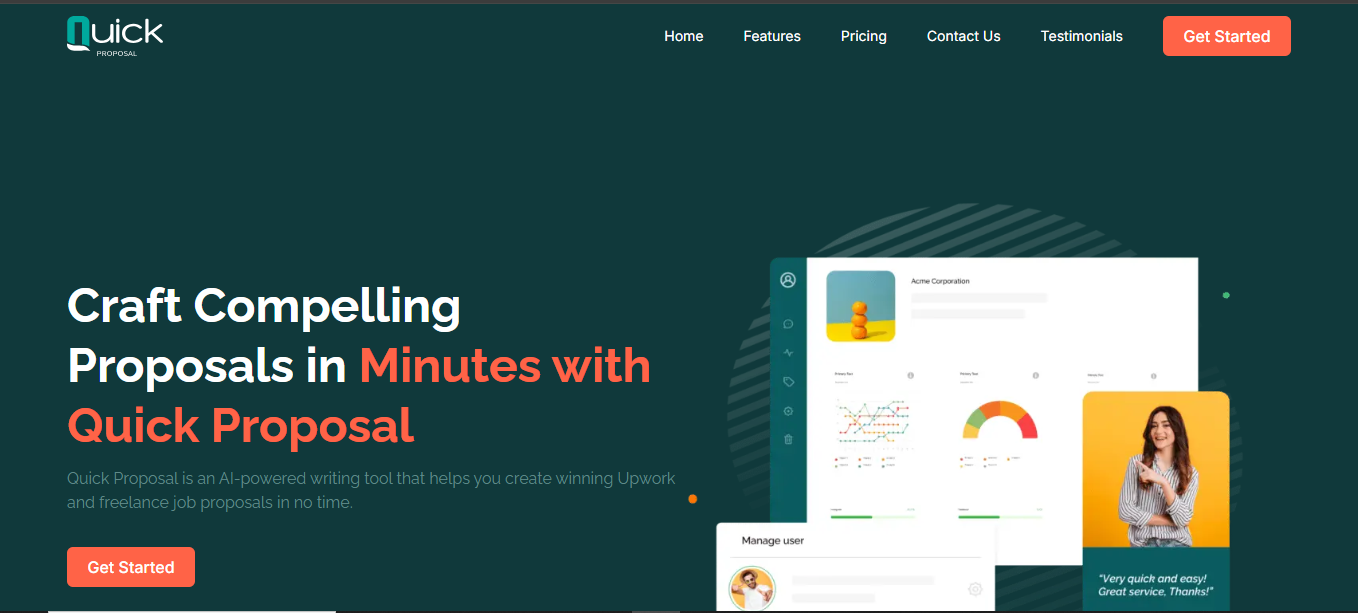 Quick
PROPOSAL
Home Features Pricing Contact Us Testimonials Get Started
Craft Compelling
Proposals in Minutes with
Quick Proposal
Quick Proposal is an AI-powered writing tool that helps you create winning Upwork
and freelance job proposals in no time.
Get Started
Acme Corporation
Manage user
“Very quick and easy!
Great service, Thanks!”